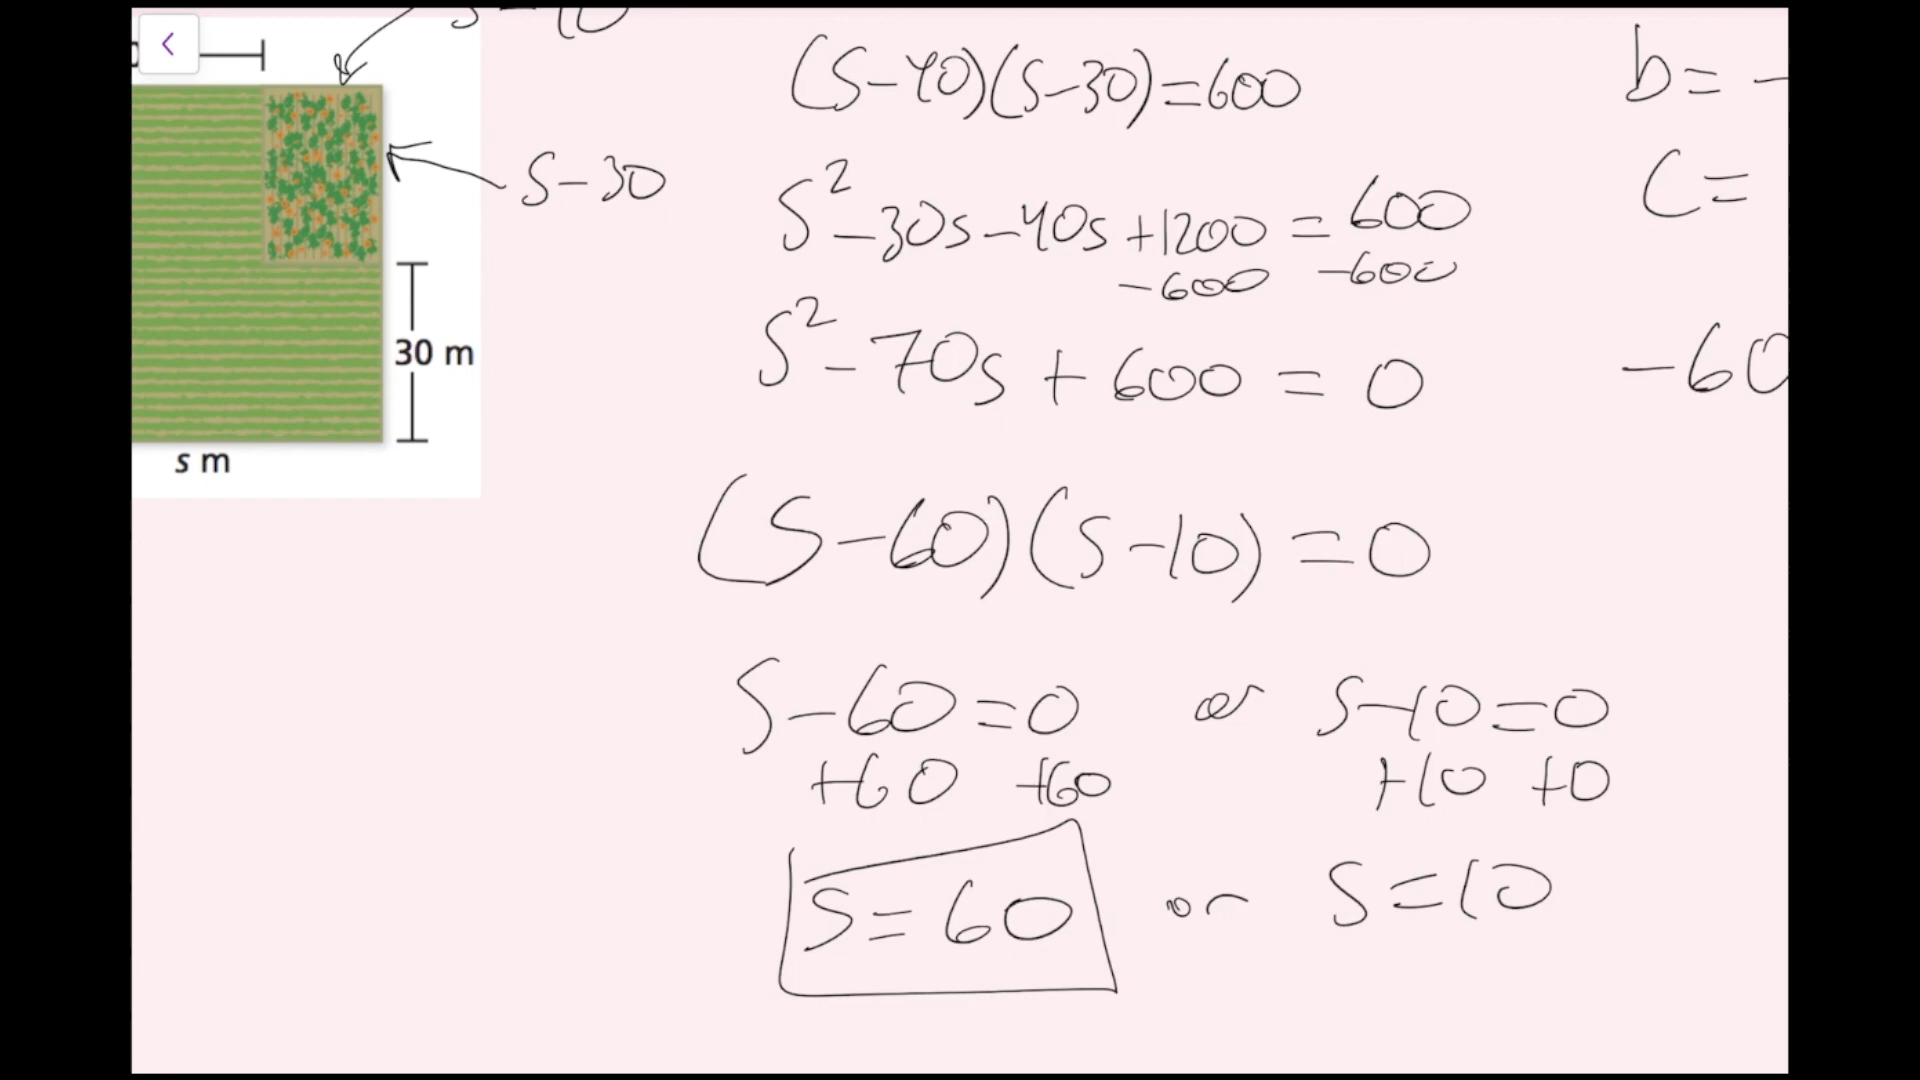 (s-40)(s-30)=600
s-30
s²-30s-40s+1200=600
-600 -600
s²-70s+600=0
30 m
s m
(s-60)(s-10)=0
s-60=0 or s-10=0
+60 +60 +10 +0
s=60 or s=10
b=-
c=
-60